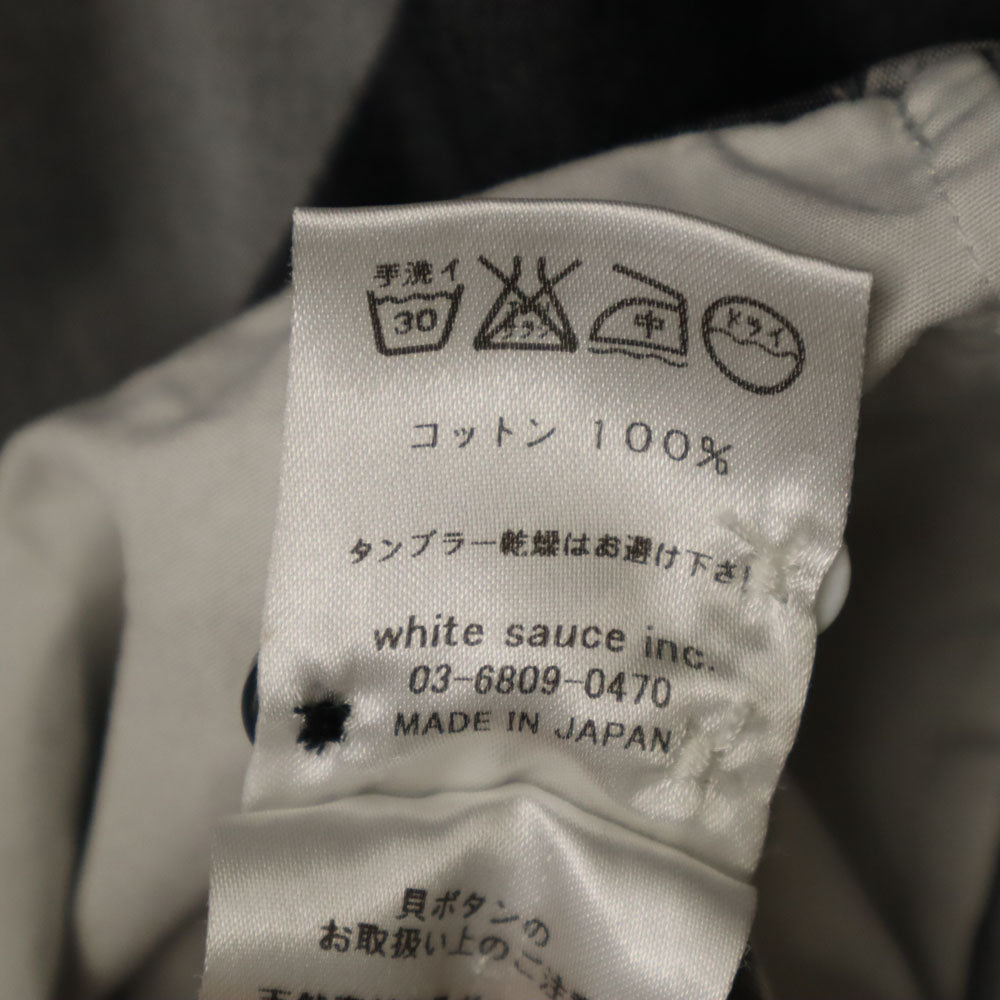 手洗イ
30
中
ドライ
コットン 100%
タンブラー乾燥はお避け下さ
white sauce inc.
03-6809-0470
MADE IN JAPAN
貝ボタンの
お取扱い上のご注